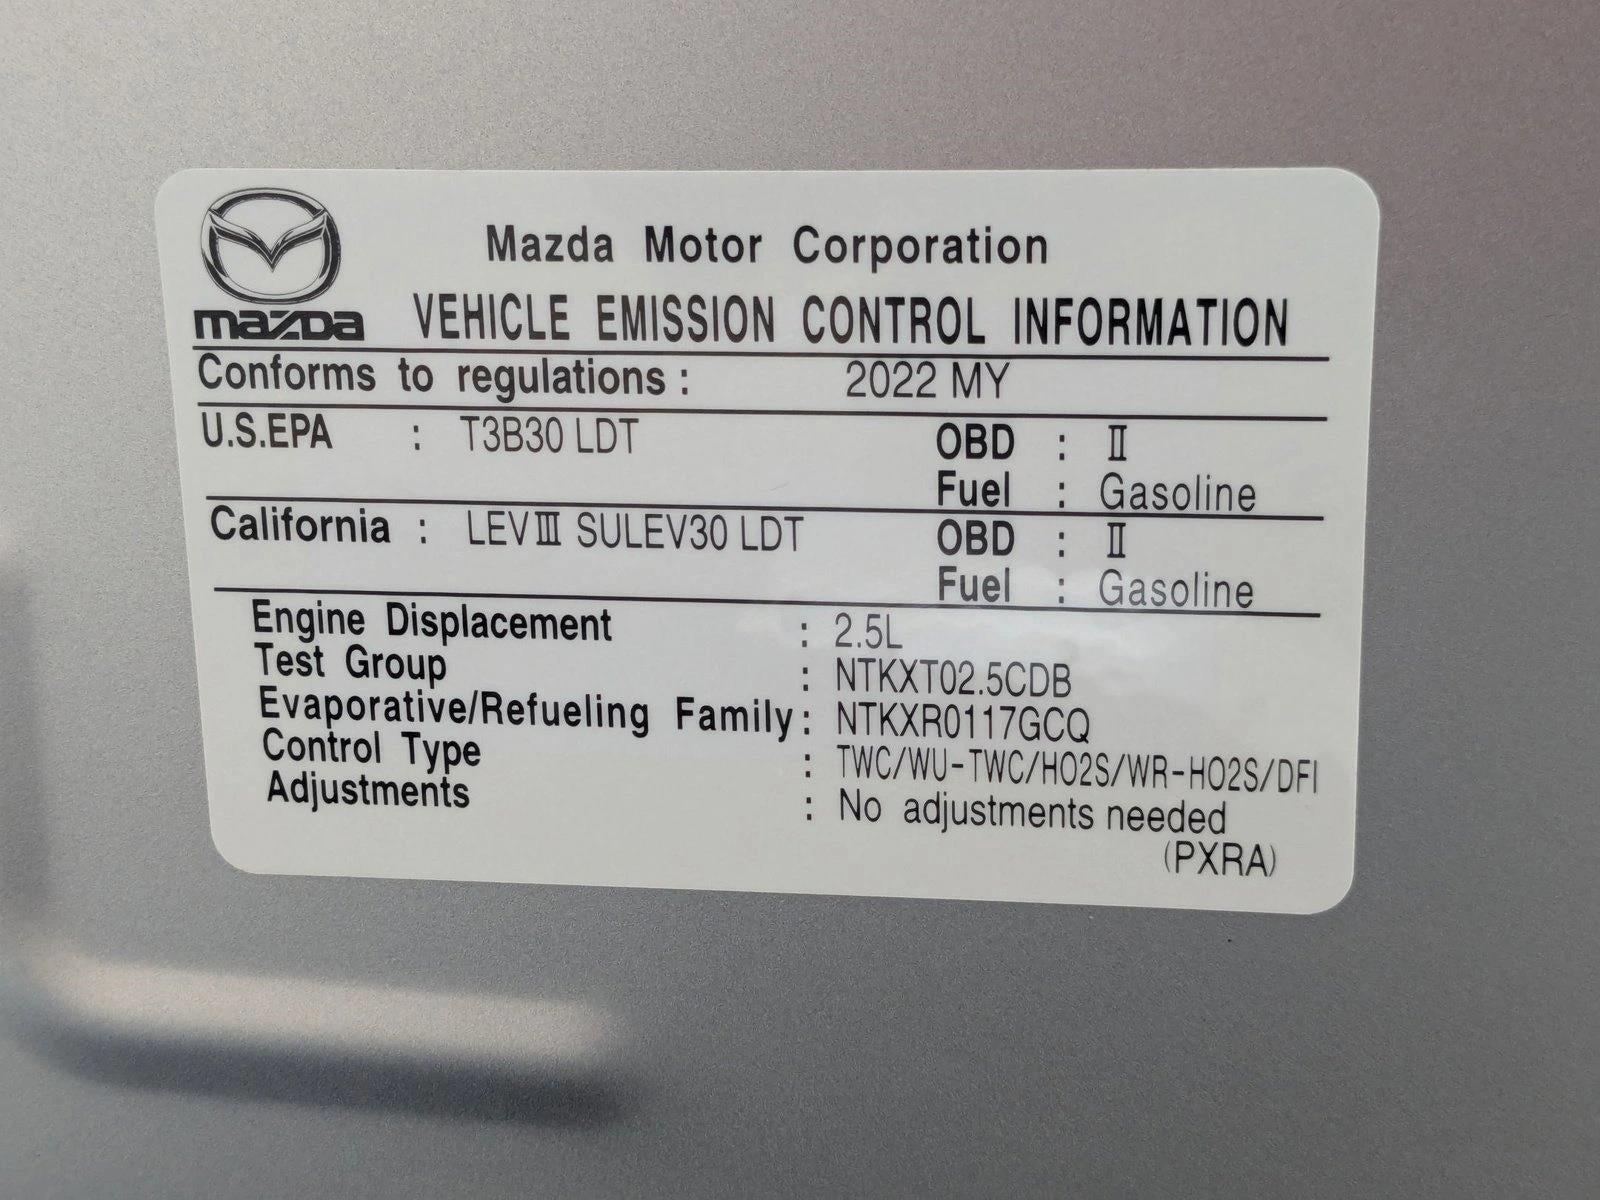 mazda
Mazda Motor Corporation
VEHICLE EMISSION CONTROL INFORMATION
Conforms to regulations : 2022 MY
U.S.EPA : T3B30 LDT OBD : Ⅱ
Fuel : Gasoline
California : LEVⅢ SULEV30 LDT OBD : Ⅱ
Fuel : Gasoline
Engine Displacement : 2.5L
Test Group : NTKXT02.5CDB
Evaporative/Refueling Family : NTKXR0117GCQ
Control Type : TWC/WU-TWC/HO2S/WR-HO2S/DFI
Adjustments : No adjustments needed
(PXRA)